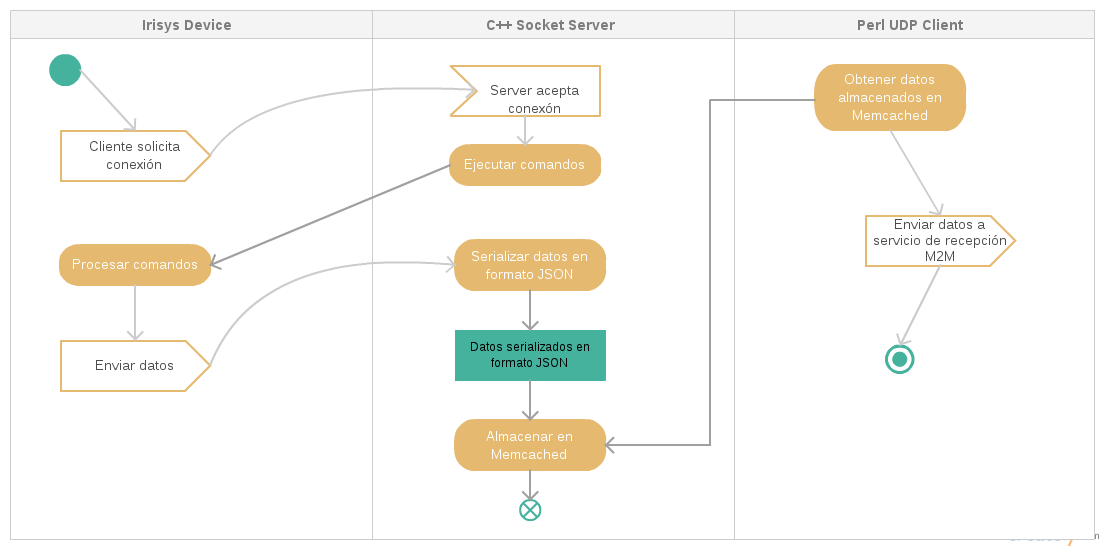 Irisys Device
C++ Socket Server
Perl UDP Client
Cliente solicita
conexión
Server acepta
conexón
Ejecutar comandos
Obtener datos
almacenados en
Memcached
Enviar datos a
servicio de recepción
M2M
Procesar comandos
Serializar datos en
formato JSON
Enviar datos
Datos serializados en
formato JSON
Almacenar en
Memcached